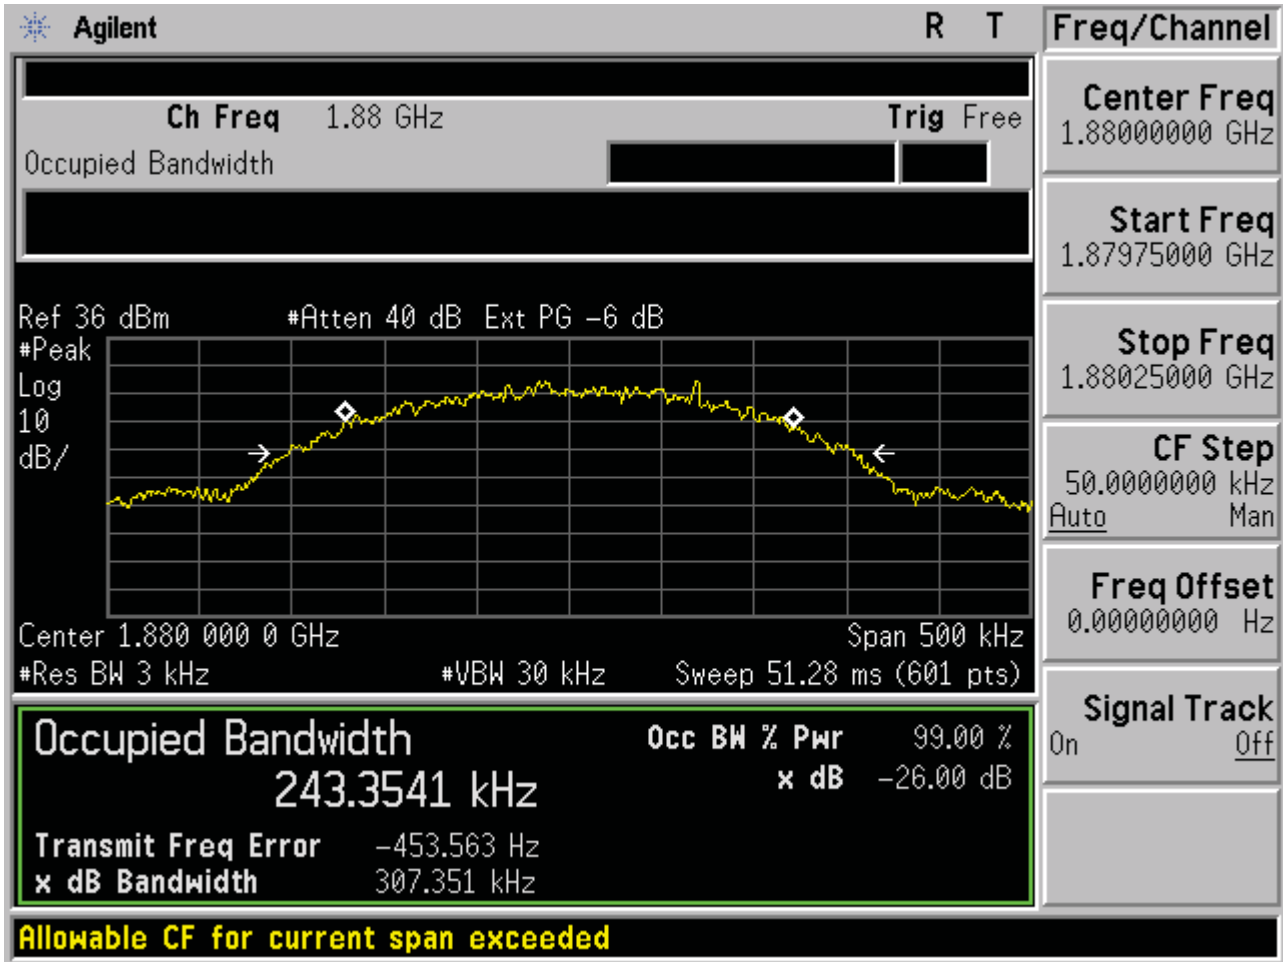 Agilent R T Freq/Channel
Ch Freq 1.88 GHz Trig Free
Occupied Bandwidth
Center Freq
1.88000000 GHz
Start Freq
1.87975000 GHz
Stop Freq
1.88025000 GHz
CF Step
50.0000000 kHz
Auto Man
Freq Offset
0.00000000 Hz
Signal Track
On Off
Ref 36 dBm #Atten 40 dB Ext PG −6 dB
#Peak
Log
10
dB/
Center 1.880 000 0 GHz Span 500 kHz
#Res BW 3 kHz #VBW 30 kHz Sweep 51.28 ms (601 pts)
Occupied Bandwidth
243.3541 kHz
Occ BW % Pwr 99.00 %
x dB −26.00 dB
Transmit Freq Error −453.563 Hz
x dB Bandwidth 307.351 kHz
Allowable CF for current span exceeded